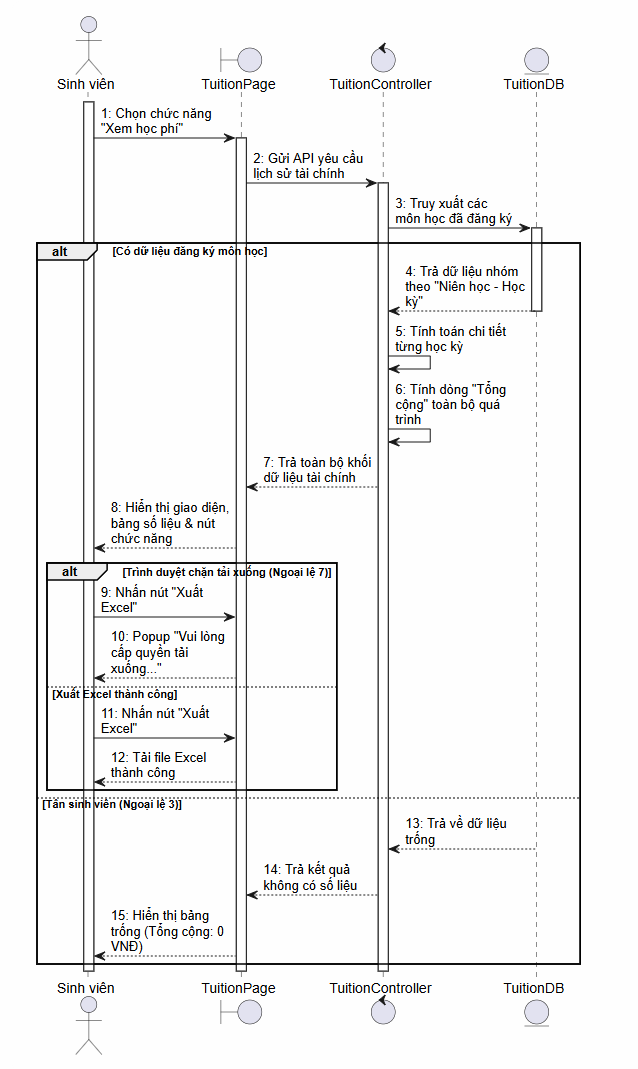 Sinh viên
TuitionPage
TuitionController
TuitionDB
1: Chọn chức năng
"Xem học phí"
2: Gửi API yêu cầu
lịch sử tài chính
3: Truy xuất các
môn học đã đăng ký
alt
[Có dữ liệu đăng ký môn học]
4: Trả dữ liệu nhóm
theo "Niên học - Học
kỳ"
5: Tính toán chi tiết
từng học kỳ
6: Tính dòng "Tổng
cộng" toàn bộ quá
trình
7: Trả toàn bộ khối
dữ liệu tài chính
8: Hiển thị giao diện,
bảng số liệu & nút
chức năng
alt
[Trình duyệt chặn tải xuống (Ngoại lệ 7)]
9: Nhấn nút "Xuất
Excel"
10: Popup "Vui lòng
cấp quyền tải
xuống..."
[Xuất Excel thành công]
11: Nhấn nút "Xuất
Excel"
12: Tải file Excel
thành công
[Tân sinh viên (Ngoại lệ 3)]
13: Trả về dữ liệu
trống
14: Trả kết quả
không có số liệu
15: Hiển thị bảng
trống (Tổng cộng: 0
VNĐ)
Sinh viên
TuitionPage
TuitionController
TuitionDB